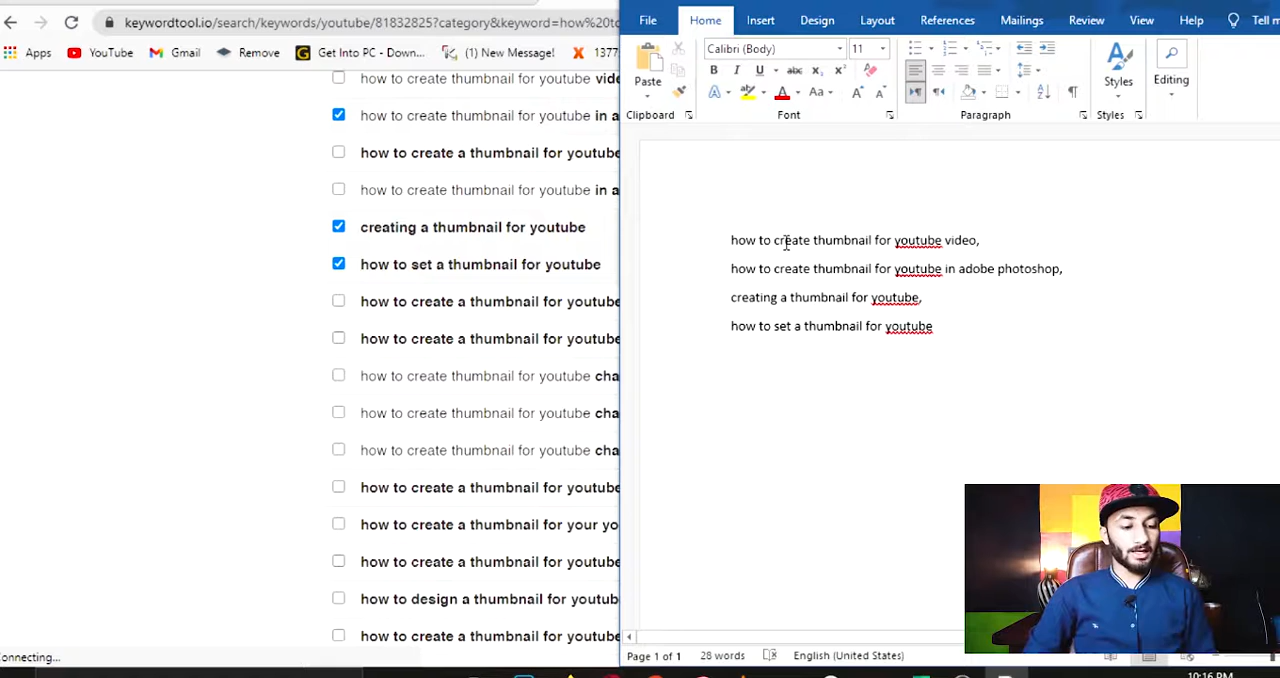 keywordtool.io/search/keywords/youtube/81832825?category&keyword=how%20to
Apps YouTube Gmail Remove Get Into PC - Down... (1) New Message! 1377
how to create thumbnail for youtube vide
how to create thumbnail for youtube in a
how to create a thumbnail for youtube
how to create thumbnail for youtube in a
creating a thumbnail for youtube
how to set a thumbnail for youtube
how to create a thumbnail for youtube
how to create a thumbnail for youtube
how to create thumbnail for youtube cha
how to create thumbnail for youtube cha
how to create thumbnail for youtube cha
how to create a thumbnail for youtube
how to create a thumbnail for your yo
how to create a thumbnail for youtube
how to design a thumbnail for youtub
how to create a thumbnail for youtube
Connecting...
File Home Insert Design Layout References Mailings Review View Help Tell m
Calibri (Body) 11
Paste Styles Editing
Clipboard Font Paragraph Styles
how to create thumbnail for youtube video,
how to create thumbnail for youtube in adobe photoshop,
creating a thumbnail for youtube,
how to set a thumbnail for youtube
Page 1 of 1 28 words English (United States)
10:16 PM